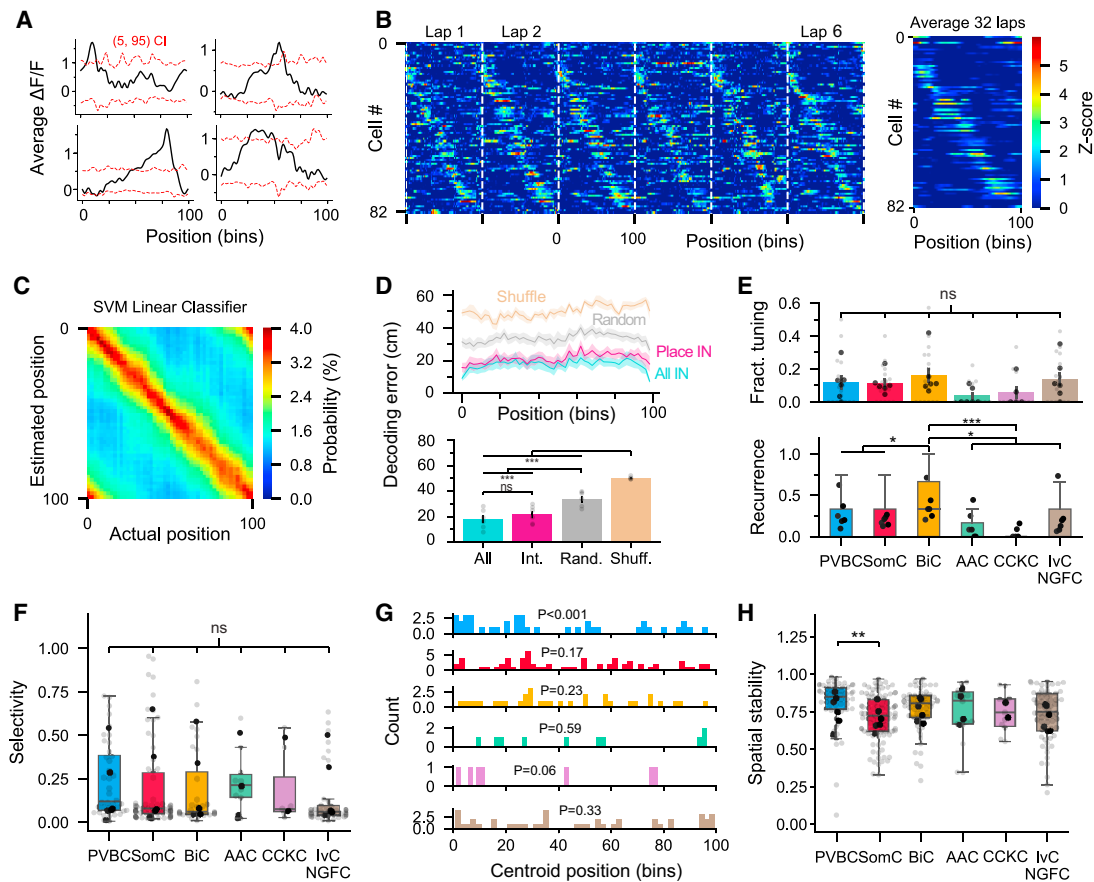 A
(5, 95) CI
Average ΔF/F
1
0
1
0
1
0
1
0
0 100
0 100
Position (bins)
B
Lap 1 Lap 2 Lap 6
0
Cell #
82
0 100
Position (bins)
Average 32 laps
0
Cell #
82
0 100
Position (bins)
5
4
3
2
1
0
Z-score
C
SVM Linear Classifier
0
Estimated position
100
0 100
Actual position
4.0
3.2
2.4
1.6
0.8
0.0
Probability (%)
D
60
40
20
0
Shuffle
Random
Place IN
All IN
0 100
Position (bins)
Decoding error (cm)
80
60
40
20
0
***
***
ns
All Int. Rand. Shuff.
E
ns
0.6
0.4
0.2
0.0
Fract. tuning
***
*
*
1.0
0.5
0
Recurrence
PVBC SomC BiC AAC CCKC IvC
NGFC
F
ns
1.00
0.75
0.50
0.25
0.00
Selectivity
PVBC SomC BiC AAC CCKC IvC
NGFC
G
2.5
0.0
P<0.001
5
0
P=0.17
2.5
0.0
P=0.23
2
0
P=0.59
1
0
P=0.06
2.5
0.0
P=0.33
Count
0 20 40 60 80 100
Centroid position (bins)
H
**
1.25
1.00
0.75
0.50
0.25
0.00
Spatial stability
PVBC SomC BiC AAC CCKC IvC
NGFC